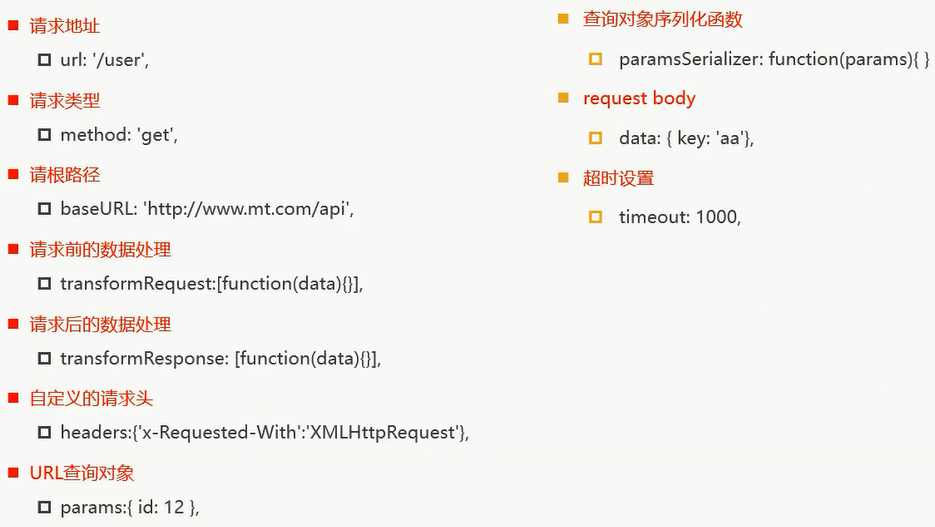 请求地址
url: '/user',
请求类型
method: 'get',
请根路径
baseURL: 'http://www.mt.com/api',
请求前的数据处理
transformRequest:[function(data){}],
请求后的数据处理
transformResponse: [function(data){}],
自定义的请求头
headers:{'x-Requested-With':'XMLHttpRequest'},
URL查询对象
params:{ id: 12 },
查询对象序列化函数
paramsSerializer: function(params){ }
request body
data: { key: 'aa'},
超时设置
timeout: 1000,